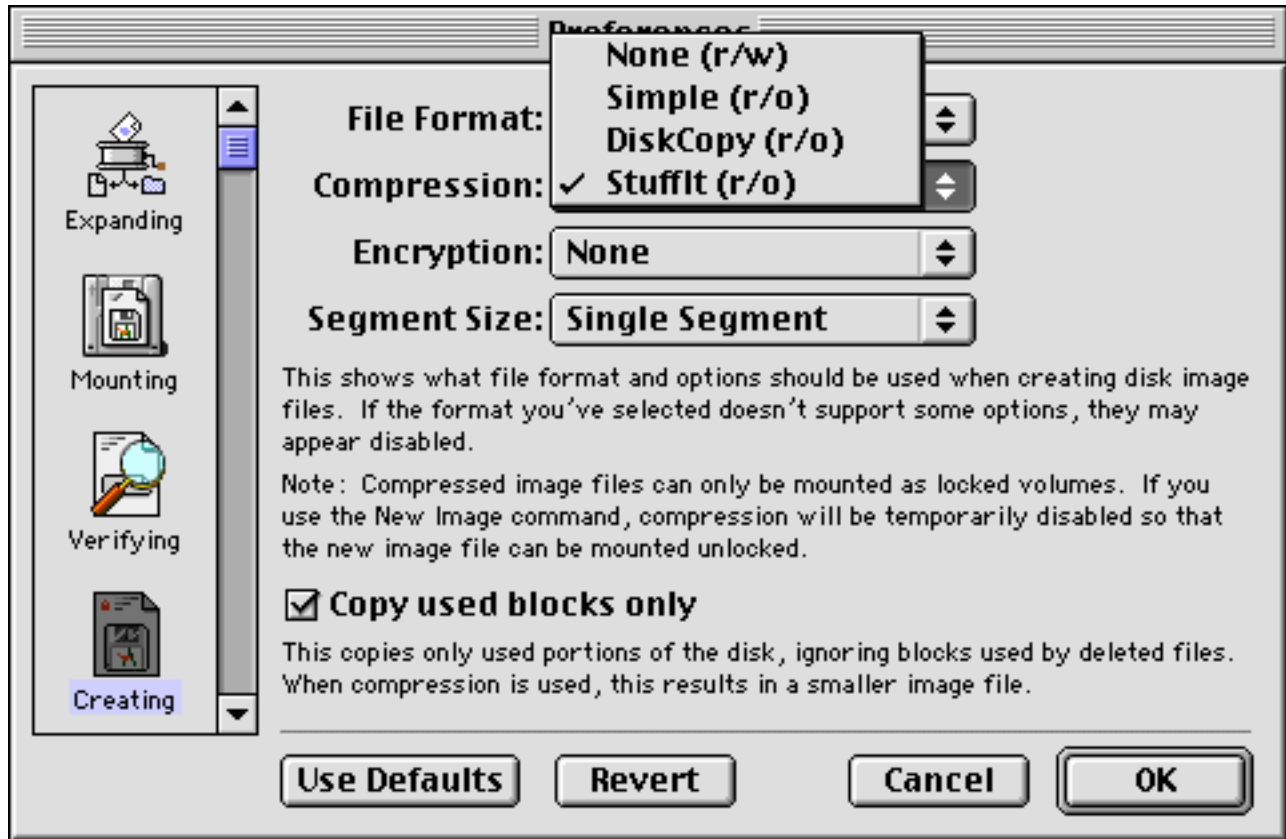 Preferences
None (r/w)
File Format:
Simple (r/o)
DiskCopy (r/o)
Compression:
✓ StuffIt (r/o)
Encryption: None
Segment Size: Single Segment
Expanding
Mounting
Verifying
Creating
This shows what file format and options should be used when creating disk image
files. If the format you've selected doesn't support some options, they may
appear disabled.
Note: Compressed image files can only be mounted as locked volumes. If you
use the New Image command, compression will be temporarily disabled so that
the new image file can be mounted unlocked.
Copy used blocks only
This copies only used portions of the disk, ignoring blocks used by deleted files.
When compression is used, this results in a smaller image file.
Use Defaults
Revert
Cancel
OK